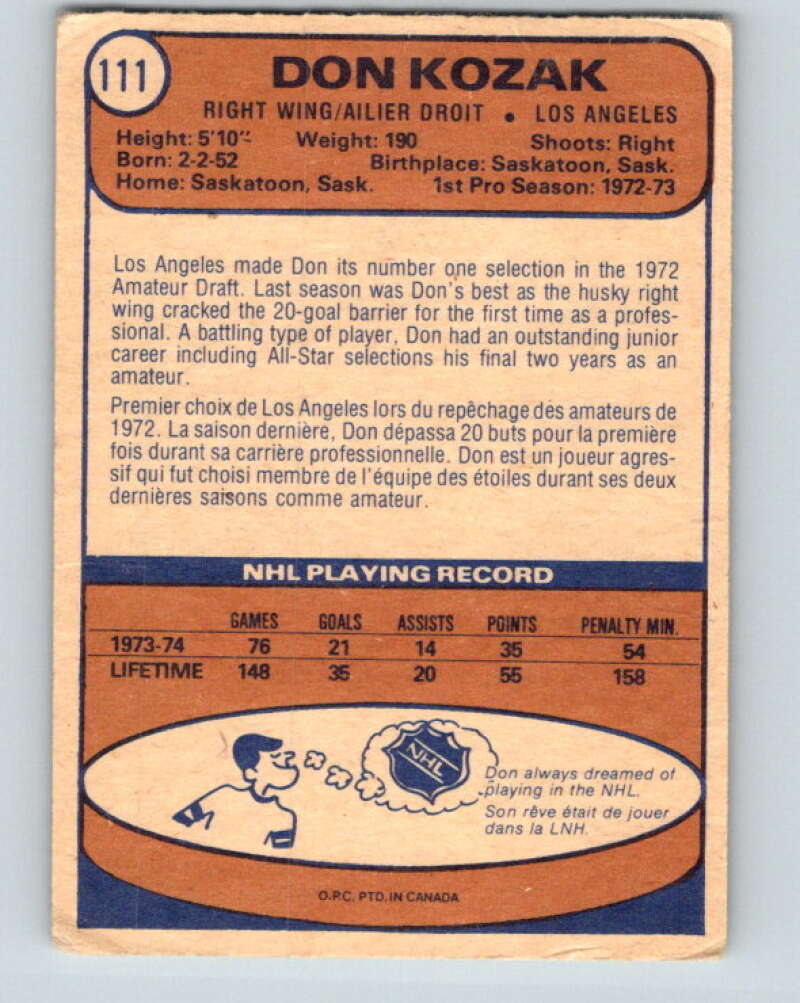 111
DON KOZAK
RIGHT WING/AILIER DROIT • LOS ANGELES
Height: 5'10" Weight: 190 Shoots: Right
Born: 2-2-52 Birthplace: Saskatoon, Sask.
Home: Saskatoon, Sask. 1st Pro Season: 1972-73
Los Angeles made Don its number one selection in the 1972
Amateur Draft. Last season was Don's best as the husky right
wing cracked the 20-goal barrier for the first time as a profes-
sional. A battling type of player, Don had an outstanding junior
career including All-Star selections his final two years as an
amateur.
Premier choix de Los Angeles lors du repêchage des amateurs de
1972. La saison dernière, Don dépassa 20 buts pour la première
fois durant sa carrière professionnelle. Don est un joueur agres-
sif qui fut choisi membre de l'équipe des étoiles durant ses deux
dernières saisons comme amateur.
NHL PLAYING RECORD
GAMES GOALS ASSISTS POINTS PENALTY MIN.
1973-74 76 21 14 35 54
LIFETIME 148 35 20 55 158
NHL
Don always dreamed of
playing in the NHL.
Son rêve était de jouer
dans la LNH.
O.P.C. PTD. IN CANADA